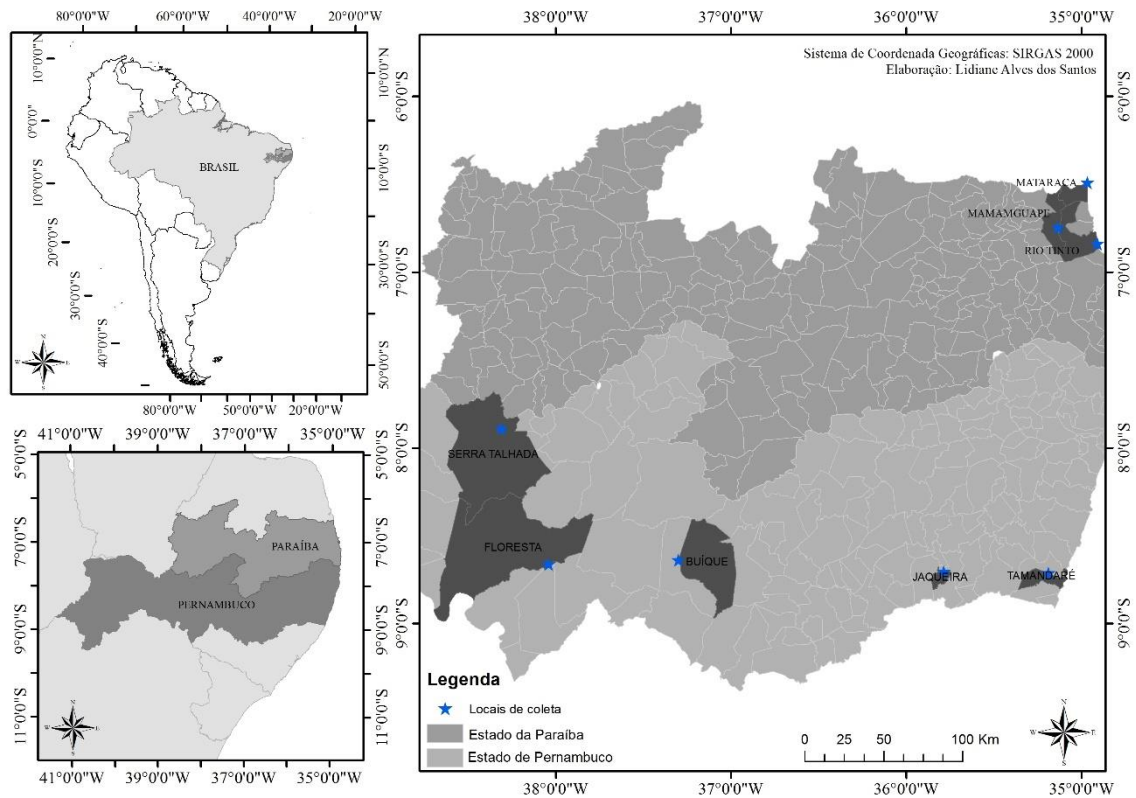 80°0'0"W 60°0'0"W 40°0'0"W 20°0'0"W
10°0'0"N
0°0'0"
10°0'0"S
20°0'0"S
30°0'0"S
40°0'0"S
10°0'0"N
0°0'0"
10°0'0"S
20°0'0"S
30°0'0"S
40°0'0"S
50°0'0"S
BRASIL
N
W E
S
80°0'0"W 50°0'0"W 40°0'0"W 20°0'0"W
41°0'0"W 39°0'0"W 37°0'0"W 35°0'0"W
5°0'0"S
7°0'0"S
9°0'0"S
11°0'0"S
5°0'0"S
7°0'0"S
9°0'0"S
11°0'0"S
PARAÍBA
PERNAMBUCO
N
W E
S
41°0'0"W 39°0'0"W 37°0'0"W 35°0'0"W
38°0'0"W 37°0'0"W 36°0'0"W 35°0'0"W
Sistema de Coordenada Geográficas: SIRGAS 2000
Elaboração: Lidiane Alves dos Santos
6°0'0"S
7°0'0"S
8°0'0"S
9°0'0"S
6°0'0"S
7°0'0"S
8°0'0"S
9°0'0"S
MATARACA
MAMAMGUAPE
RIO TINTO
SERRA TALHADA
FLORESTA
BUÍQUE
JAQUEIRA
TAMANDARÉ
Legenda
Locais de coleta
Estado da Paraíba
Estado de Pernambuco
0 25 50 100 Km
N
W E
S
38°0'0"W 37°0'0"W 36°0'0"W 35°0'0"W